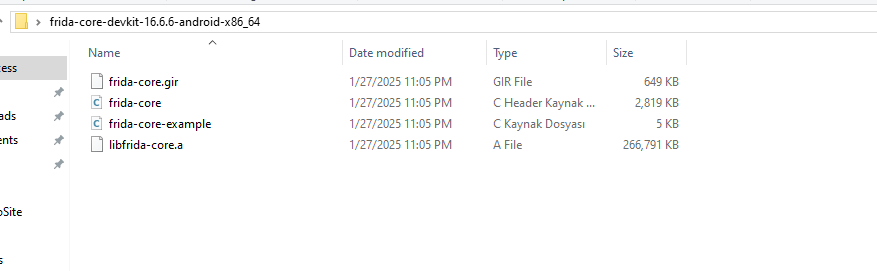 frida-core-devkit-16.6.6-android-x86_64
Name Date modified Type Size
frida-core.gir 1/27/2025 11:05 PM GIR File 649 KB
frida-core 1/27/2025 11:05 PM C Header Kaynak ... 2,819 KB
frida-core-example 1/27/2025 11:05 PM C Kaynak Dosyası 5 KB
libfrida-core.a 1/27/2025 11:05 PM A File 266,791 KB
cess
ads
ents
oSite
s